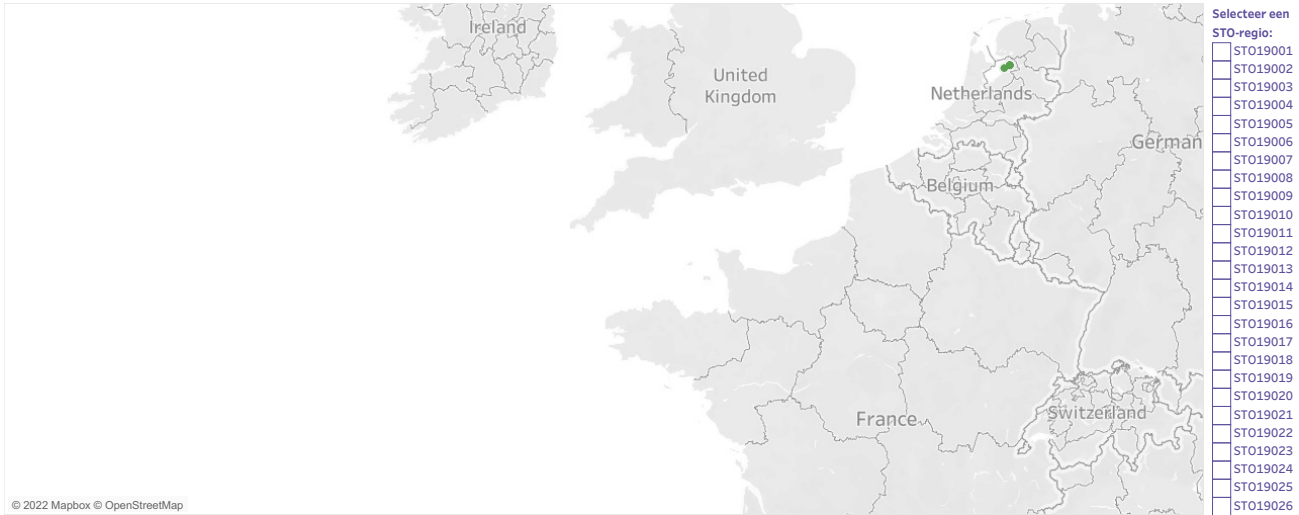 Ireland
United
Kingdom
Netherlands
German
Belgium
France
Switzerland
© 2022 Mapbox © OpenStreetMap
Selecteer een
STO-regio:
STO19001
STO19002
STO19003
STO19004
STO19005
STO19006
STO19007
STO19008
STO19009
STO19010
STO19011
STO19012
STO19013
STO19014
STO19015
STO19016
STO19017
STO19018
STO19019
STO19020
STO19021
STO19022
STO19023
STO19024
STO19025
STO19026